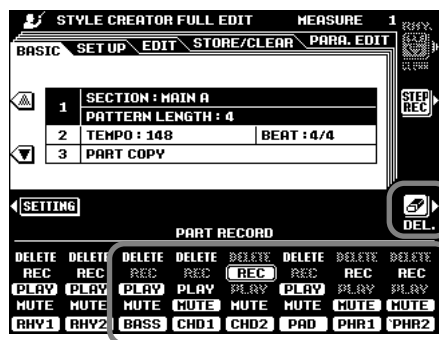 STYLE CREATOR FULL EDIT MEASURE 1
BASIC SET UP EDIT STORE/CLEAR PARA. EDIT
RHY.
CLEAR
1 SECTION : MAIN A
PATTERN LENGTH : 4
STEP REC
2 TEMPO : 148 BEAT : 4/4
3 PART COPY
SETTING
DEL.
PART RECORD
DELETE DELETE DELETE DELETE DELETE DELETE DELETE DELETE
REC REC REC REC REC REC REC REC
PLAY PLAY PLAY PLAY PLAY PLAY PLAY PLAY
MUTE MUTE MUTE MUTE MUTE MUTE MUTE MUTE
RHY1 RHY2 BASS CHD1 CHD2 PAD PHR1 PHR2